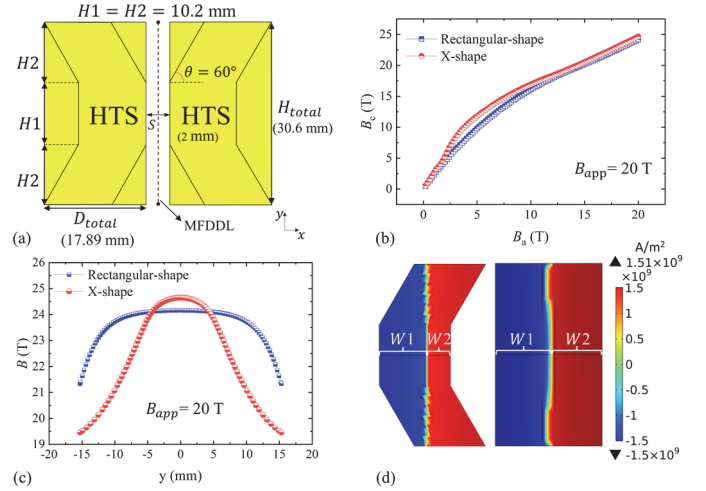 H1 = H2 = 10.2 mm
(a)
H2
H1
H2
HTS
HTS
S
(2 mm)
θ = 60°
H_total
(30.6 mm)
D_total
(17.89 mm)
MFDDL
y
x
(b)
Rectangular-shape
X-shape
B_c (T)
25
20
15
10
5
0
B_app = 20 T
0 5 10 15 20
B_a (T)
(c)
Rectangular-shape
X-shape
B (T)
26
25
24
23
22
21
20
19
B_app = 20 T
-20 -15 -10 -5 0 5 10 15 20
y (mm)
(d)
W1 W2
W1 W2
A/m²
1.51×10⁹
×10⁹
1.5
1
0.5
0
-0.5
-1
-1.5
-1.5×10⁹